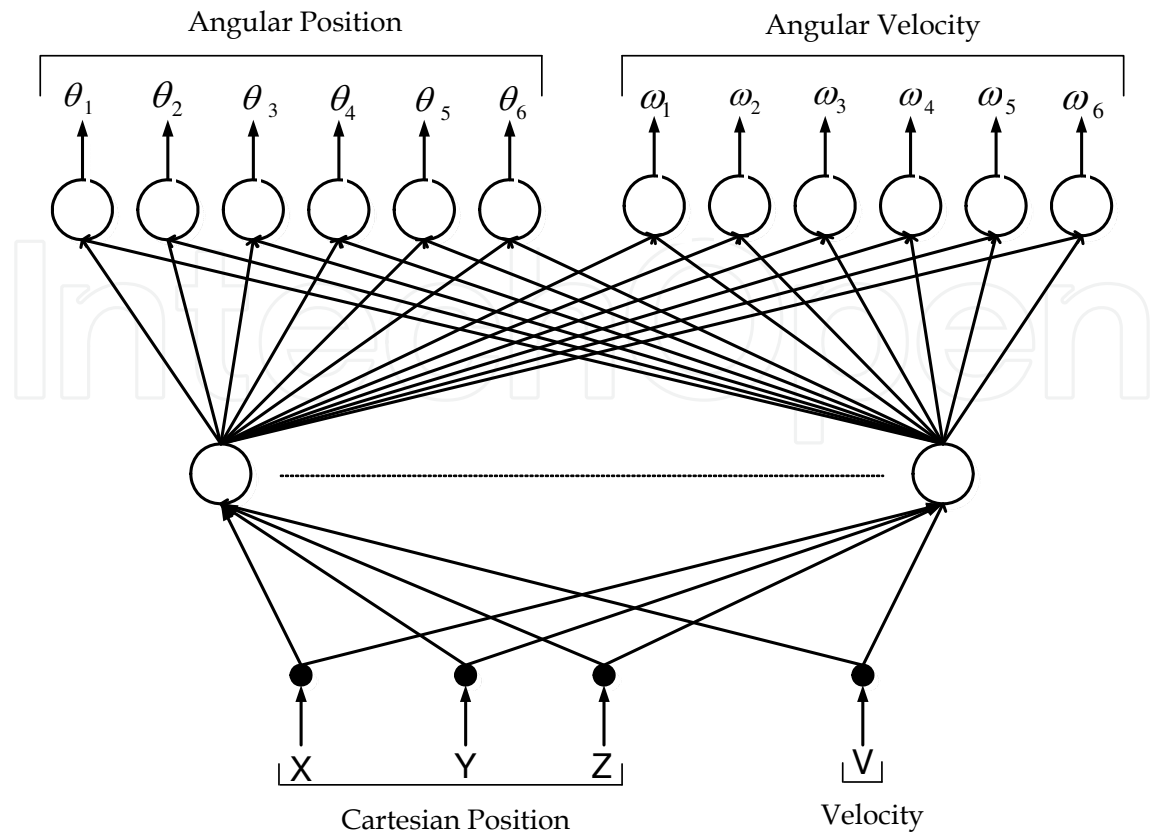 Angular Position
Angular Velocity
θ1 θ2 θ3 θ4 θ5 θ6
ω1 ω2 ω3 ω4 ω5 ω6
IntechOpen
X Y Z V
Cartesian Position
Velocity